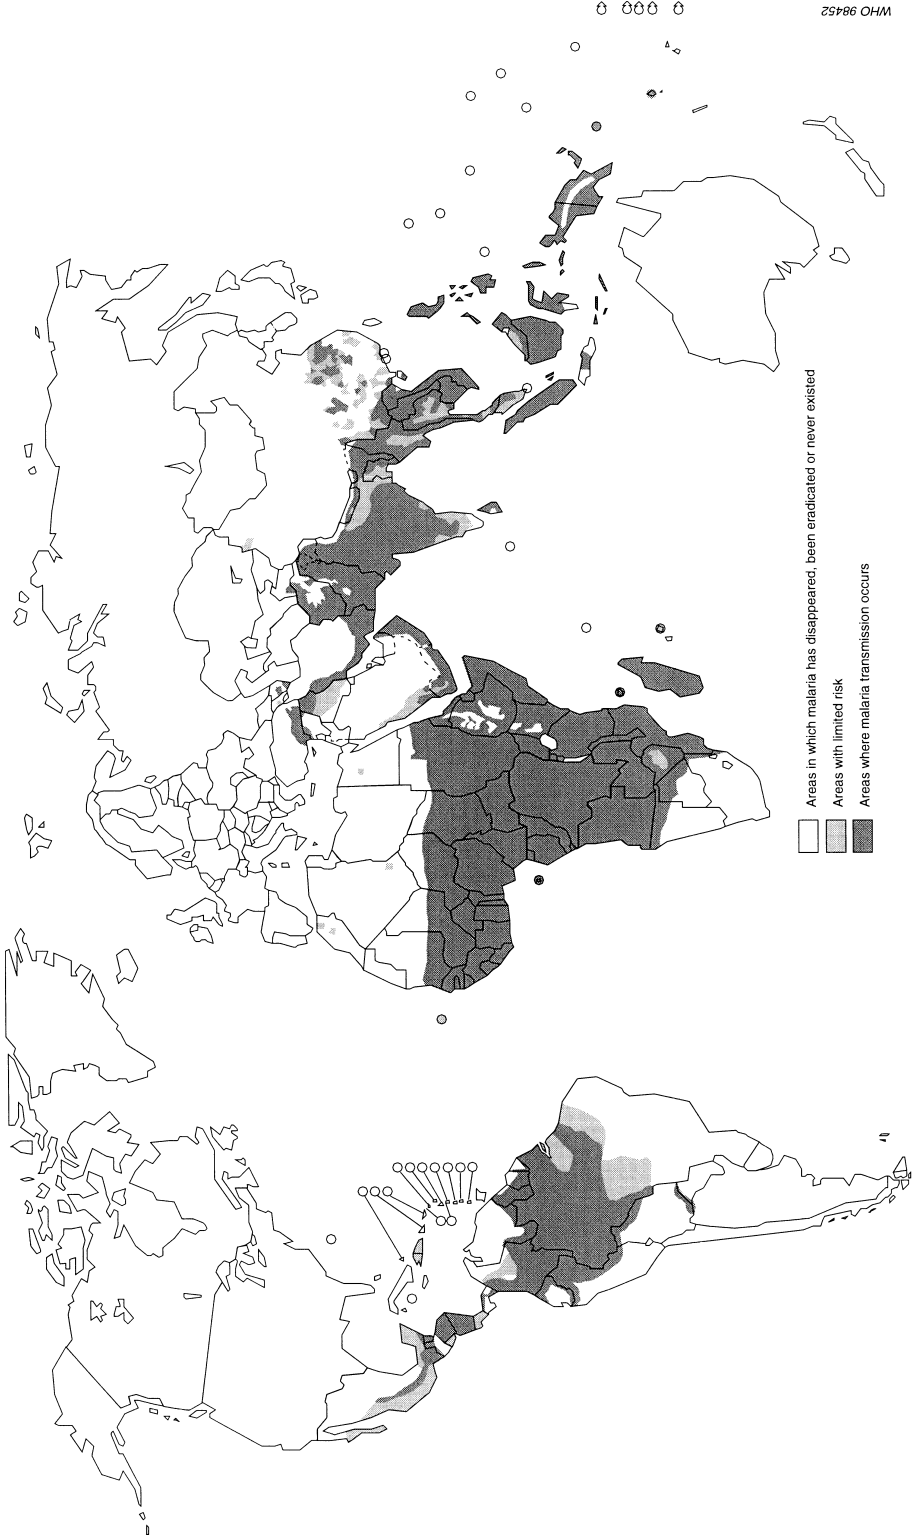 WHO 98452
Areas in which malaria has disappeared, been eradicated or never existed
Areas with limited risk
Areas where malaria transmission occurs